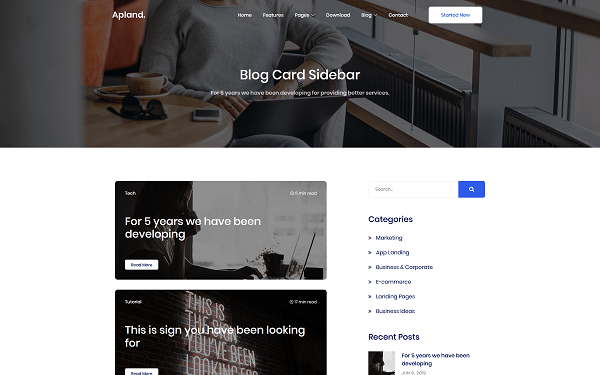 Apland.
Home Features Pages Download Blog Contact Started Now
Blog Card Sidebar
For 5 years we have been developing for providing better services.
Tech 5 min read
For 5 years we have been
developing
Read More
Tutorial 17 min read
This is sign you have been looking
for
Read More
THIS IS
THE SIGN
YOU'VE
BEEN
LOOKING
FOR
Search...
Categories
Marketing
App Landing
Business & Corporate
E-commerce
Landing Pages
Business Ideas
Recent Posts
For 5 years we have been
developing
JUN 9, 2019